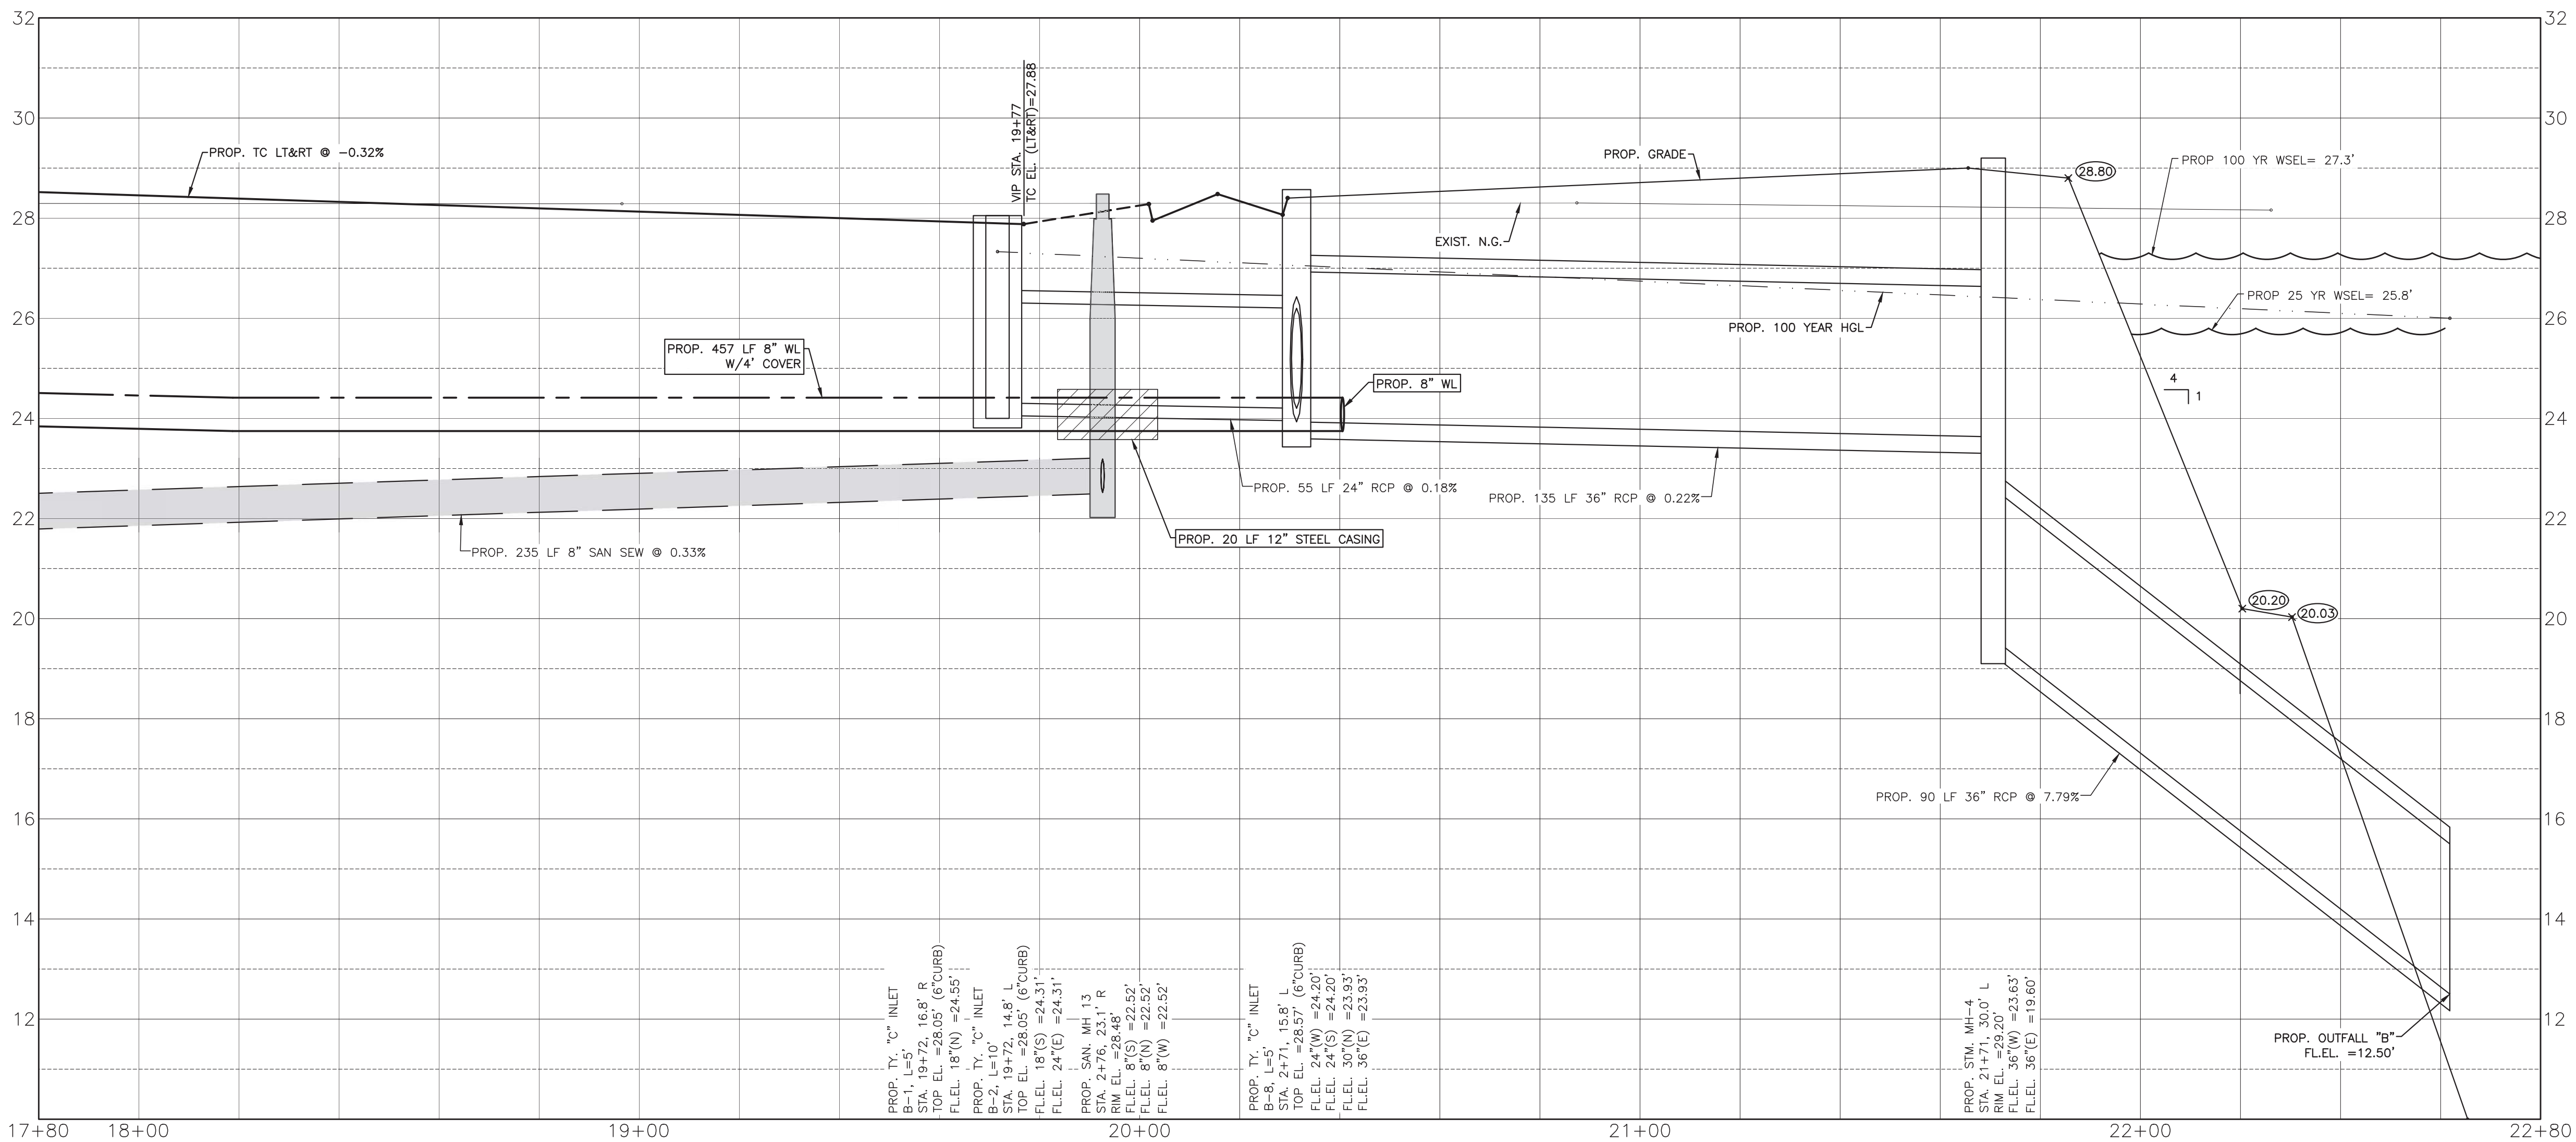 32
32
30
30
28
28
26
26
24
24
22
22
20
20
18
18
16
16
14
14
12
12
VIP STA. 19+77
TC EL. (LT&RT)=27.88
PROP. TC LT&RT @ -0.32%
PROP. GRADE
28.80
PROP 100 YR WSEL= 27.3'
EXIST. N.G.
PROP 25 YR WSEL= 25.8'
PROP. 100 YEAR HGL
PROP. 457 LF 8" WL
W/4' COVER
PROP. 8" WL
4
1
PROP. 55 LF 24" RCP @ 0.18%
PROP. 135 LF 36" RCP @ 0.22%
PROP. 20 LF 12" STEEL CASING
PROP. 235 LF 8" SAN SEW @ 0.33%
20.20
20.03
PROP. 90 LF 36" RCP @ 7.79%
PROP. OUTFALL "B"
FL.EL. =12.50'
PROP. TY. "C" INLET
B-1, L=5'
STA. 19+72, 16.8' R
TOP EL. =28.05' (6"CURB)
FL.EL. 18"(N) =24.55'
PROP. TY. "C" INLET
B-2, L=10'
STA. 19+72, 14.8' L
TOP EL. =28.05' (6"CURB)
FL.EL. 18"(S) =24.31'
FL.EL. 24"(E) =24.31'
PROP. SAN. MH 13
STA. 2+76, 23.1' R
RIM EL. =28.48'
FL.EL. 8"(S) =22.52'
FL.EL. 8"(N) =22.52'
FL.EL. 8"(W) =22.52'
PROP. TY. "C" INLET
B-8, L=5'
STA. 2+71, 15.8' L
TOP EL. =28.57' (6"CURB)
FL.EL. 24"(W) =24.20'
FL.EL. 24"(S) =24.20'
FL.EL. 30"(N) =23.93'
FL.EL. 36"(E) =23.93'
PROP. STM. MH-4
STA. 21+71, 30.0' L
RIM EL. =29.20'
FL.EL. 36"(W) =23.63'
FL.EL. 36"(E) =19.60'
17+80
18+00
19+00
20+00
21+00
22+00
22+80